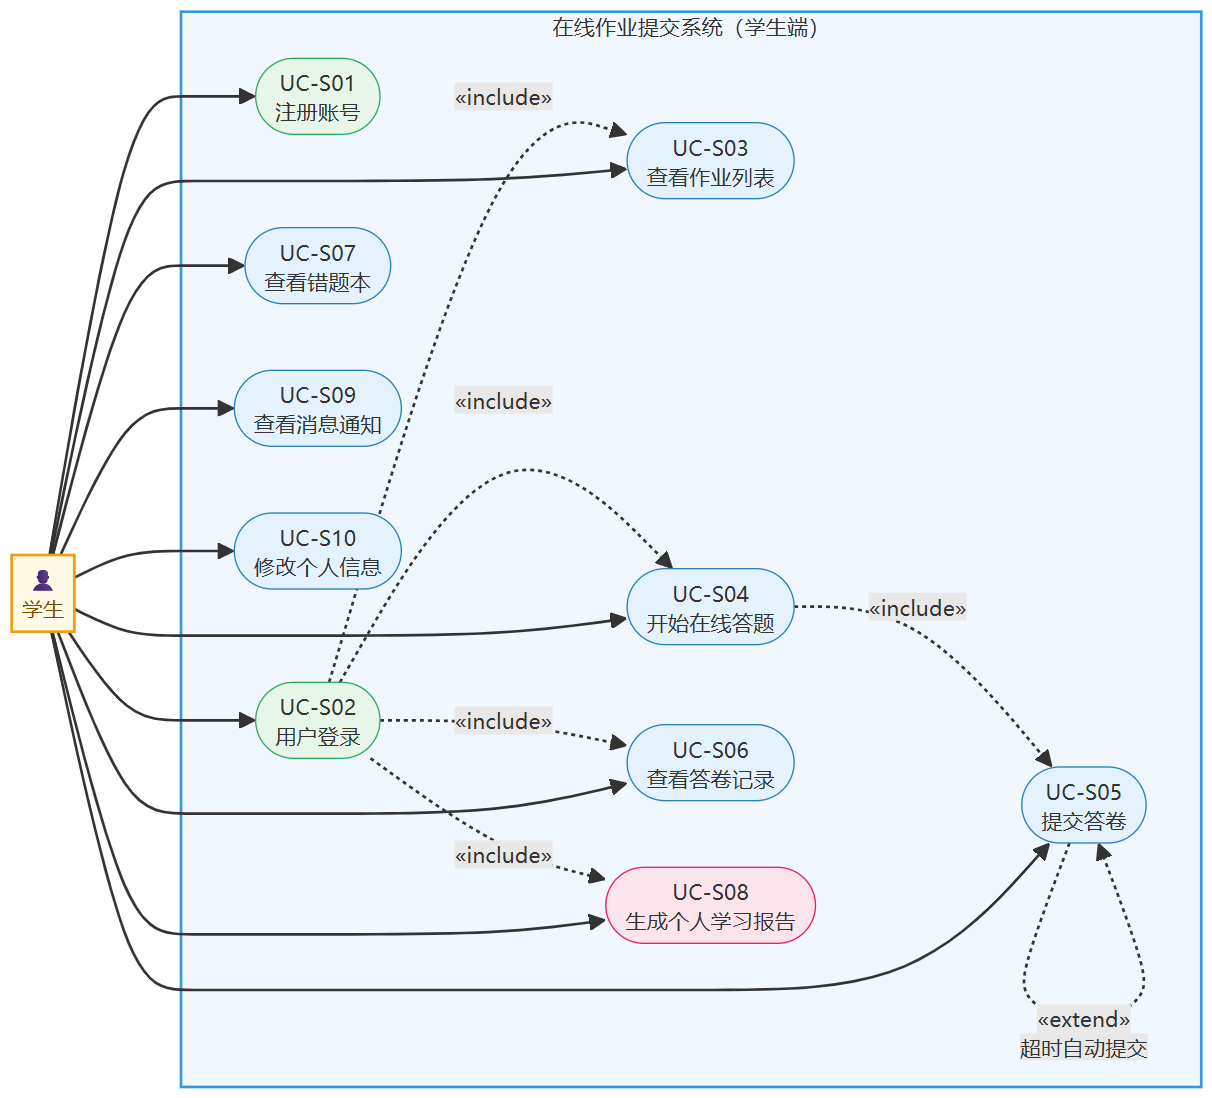 在线作业提交系统（学生端）
UC-S01
注册账号
«include»
UC-S03
查看作业列表
UC-S07
查看错题本
UC-S09
查看消息通知
«include»
UC-S10
修改个人信息
学生
UC-S04
开始在线答题
«include»
UC-S02
用户登录
«include»
UC-S06
查看答卷记录
UC-S05
提交答卷
«include»
UC-S08
生成个人学习报告
«extend»
超时自动提交